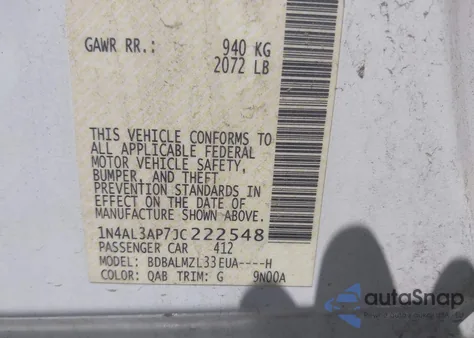 GAWR RR.: 940 KG
2072 LB
THIS VEHICLE CONFORMS TO
ALL APPLICABLE FEDERAL
MOTOR VEHICLE SAFETY,
BUMPER, AND THEFT
PREVENTION STANDARDS IN
EFFECT ON THE DATE OF
MANUFACTURE SHOWN ABOVE.
1N4AL3AP7JC222548
PASSENGER CAR 412
MODEL: BDBALMZL33EUA----H
COLOR: QAB TRIM: G 9N00A
autoSnap